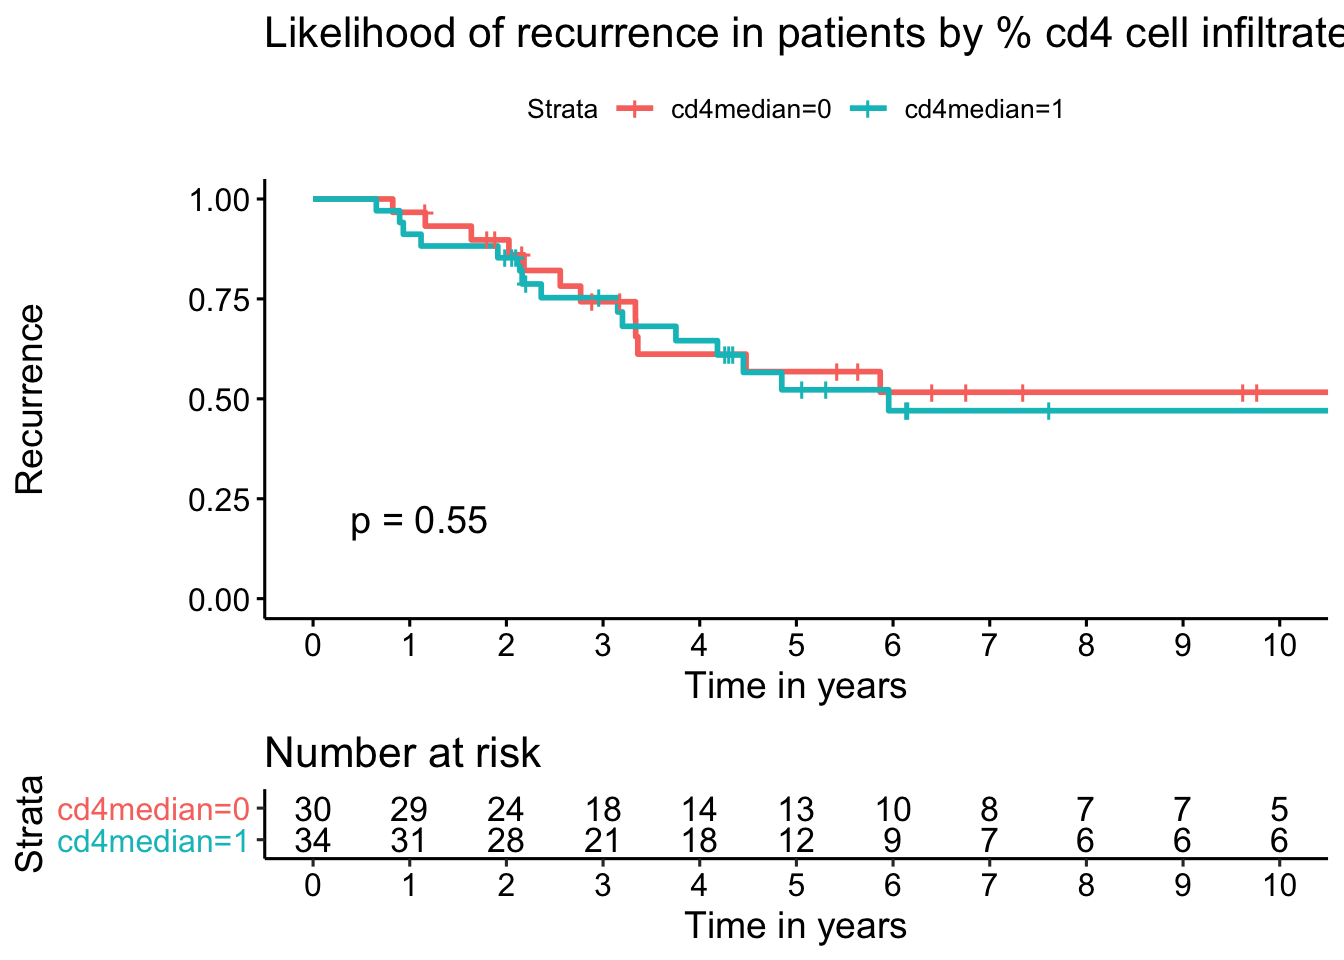 Likelihood of recurrence in patients by % cd4 cell infiltrate
Strata cd4median=0 cd4median=1
Recurrence
1.00
0.75
0.50
0.25
0.00
p = 0.55
0 1 2 3 4 5 6 7 8 9 10
Time in years
Number at risk
Strata
cd4median=0 30 29 24 18 14 13 10 8 7 7 5
cd4median=1 34 31 28 21 18 12 9 7 6 6 6
0 1 2 3 4 5 6 7 8 9 10
Time in years